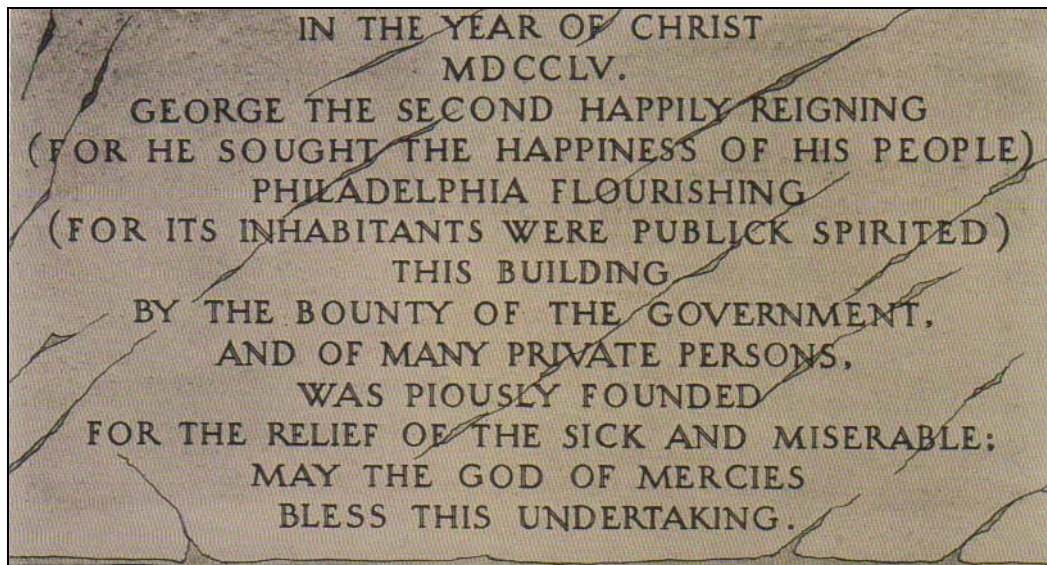 IN THE YEAR OF CHRIST
MDCCLV.
GEORGE THE SECOND HAPPILY REIGNING
(FOR HE SOUGHT THE HAPPINESS OF HIS PEOPLE)
PHILADELPHIA FLOURISHING
(FOR ITS INHABITANTS WERE PUBLICK SPIRITED)
THIS BUILDING
BY THE BOUNTY OF THE GOVERNMENT,
AND OF MANY PRIVATE PERSONS,
WAS PIOUSLY FOUNDED
FOR THE RELIEF OF THE SICK AND MISERABLE;
MAY THE GOD OF MERCIES
BLESS THIS UNDERTAKING.